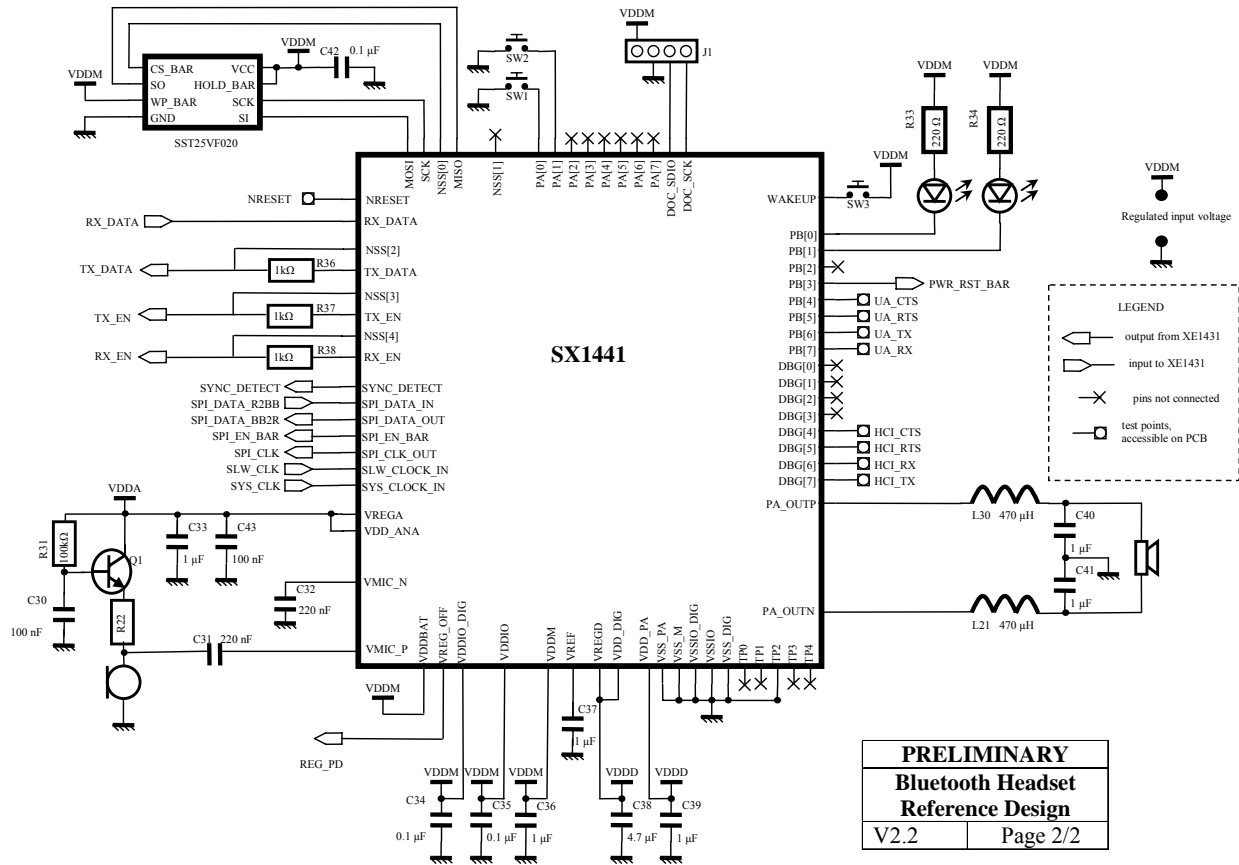 VDDM
C42
0.1 µF
VDDM
CS_BAR
SO
WP_BAR
GND
VCC
HOLD_BAR
SCK
SI
SST25VF020
SW2
SW1
VDDM
J1
VDDM
VDDM
R33
220 Ω
R34
220 Ω
MOSI
SCK
NSS[0]
MISO
NSS[1]
PA[0]
PA[1]
PA[2]
PA[3]
PA[4]
PA[5]
PA[6]
PA[7]
DOC_SDIO
DOC_SCK
VDDM
SW3
VDDM
Regulated input voltage
NRESET
RX_DATA
TX_DATA
TX_EN
RX_EN
1kΩ
R36
1kΩ
R37
1kΩ
R38
SYNC_DETECT
SPI_DATA_R2BB
SPI_DATA_BB2R
SPI_EN_BAR
SPI_CLK
SLW_CLK
SYS_CLK
NRESET
RX_DATA
NSS[2]
TX_DATA
NSS[3]
TX_EN
NSS[4]
RX_EN
SYNC_DETECT
SPI_DATA_IN
SPI_DATA_OUT
SPI_EN_BAR
SPI_CLK_OUT
SLW_CLOCK_IN
SYS_CLOCK_IN
VREGA
VDD_ANA
VMIC_N
VMIC_P
SX1441
WAKEUP
PB[0]
PB[1]
PB[2]
PB[3]
PB[4]
PB[5]
PB[6]
PB[7]
DBG[0]
DBG[1]
DBG[2]
DBG[3]
DBG[4]
DBG[5]
DBG[6]
DBG[7]
PA_OUTP
PA_OUTN
PWR_RST_BAR
UA_CTS
UA_RTS
UA_TX
UA_RX
HCI_CTS
HCI_RTS
HCI_RX
HCI_TX
LEGEND
output from XE1431
input to XE1431
pins not connected
test points,
accessible on PCB
VDDA
R31
100kΩ
Q1
C33
1 µF
C43
100 nF
C30
100 nF
R22
C32
220 nF
C31
220 nF
L30
470 µH
C40
1 µF
C41
1 µF
L21
470 µH
VDDBAT
VREG_OFF
VDDIO_DIG
VDDIO
VDDM
VREF
VREGD
VDD_DIG
VDD_PA
VSS_PA
VSS_M
VSSIO_DIG
VSSIO
VSS_DIG
TP0
TP1
TP2
TP3
TP4
VDDM
REG_PD
C37
1 µF
VDDM
C34
0.1 µF
VDDM
C35
0.1 µF
VDDM
C36
1 µF
VDDD
C38
4.7 µF
VDDD
C39
1 µF
PRELIMINARY
Bluetooth Headset
Reference Design
V2.2
Page 2/2